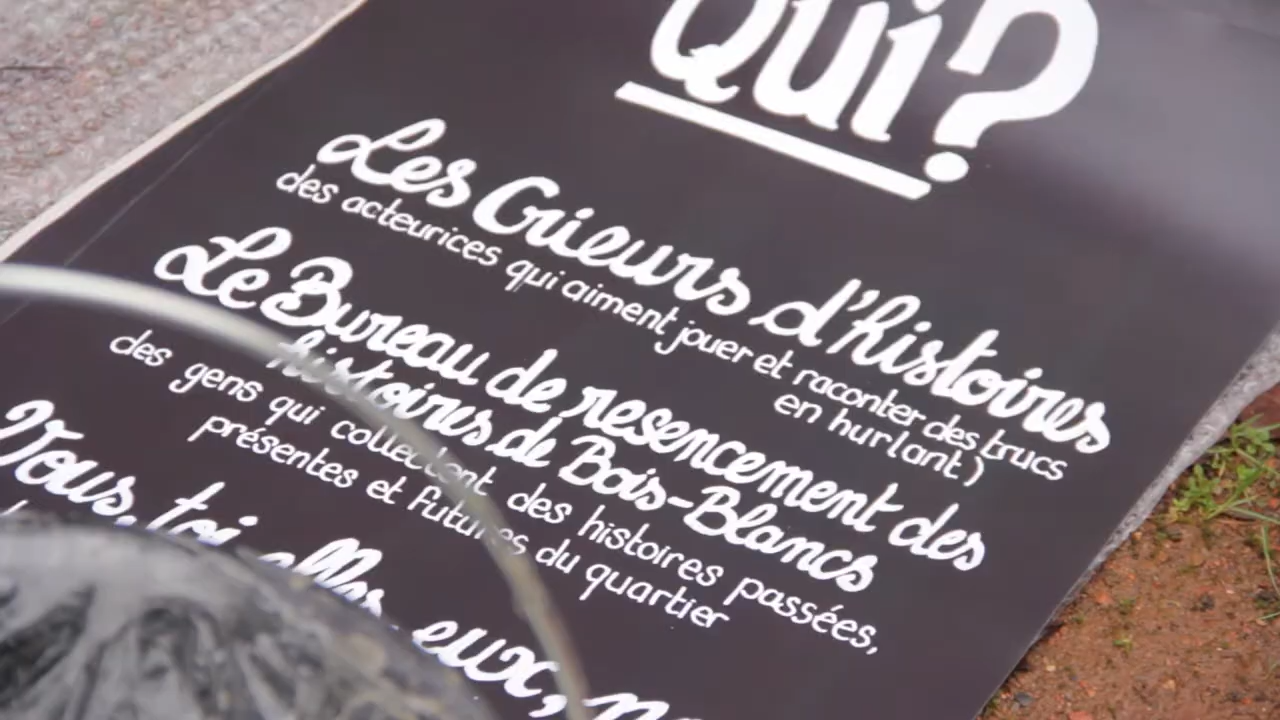 Qui?
Les Crieurs d'histoires
des acteurices qui aiment jouer et raconter des trucs
en hurlant)
Le Bureau de resencement des
histoires de Bois-Blancs
des gens qui collectent des histoires passées,
présentes et futures du quartier
Vous, toi, elles, eux,